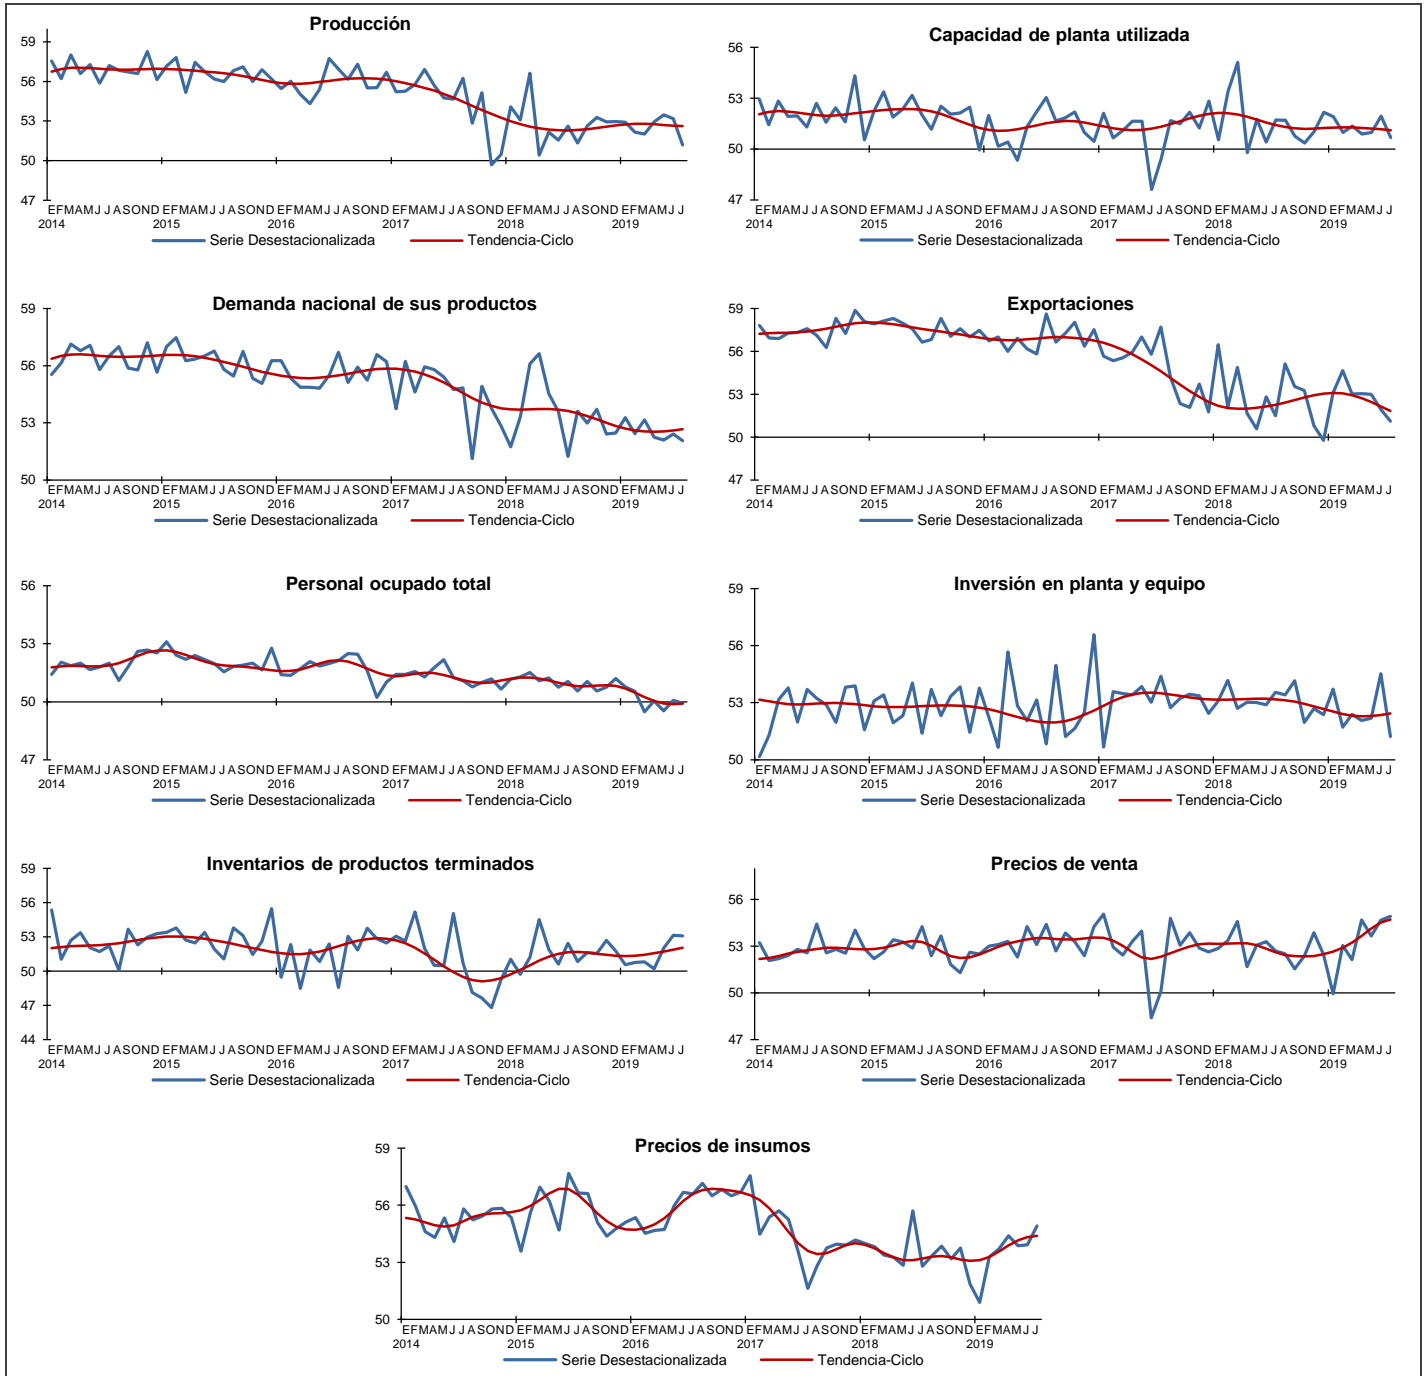 Producción
59
56
53
50
47
EFMAMJ J ASOND EFMAMJ J ASOND EFMAMJ J ASOND EFMAMJ J ASOND EFMAMJ J ASOND EFMAMJ J
2014 2015 2016 2017 2018 2019
Serie Desestacionalizada Tendencia-Ciclo
Capacidad de planta utilizada
56
53
50
47
EFMAMJ J ASOND EFMAMJ J ASOND EFMAMJ J ASOND EFMAMJ J ASOND EFMAMJ J ASOND EFMAMJ J
2014 2015 2016 2017 2018 2019
Serie Desestacionalizada Tendencia-Ciclo
Demanda nacional de sus productos
59
56
53
50
EFMAMJ J ASOND EFMAMJ J ASOND EFMAMJ J ASOND EFMAMJ J ASOND EFMAMJ J ASOND EFMAMJ J
2014 2015 2016 2017 2018 2019
Serie Desestacionalizada Tendencia-Ciclo
Exportaciones
59
56
53
50
47
EFMAMJ J ASOND EFMAMJ J ASOND EFMAMJ J ASOND EFMAMJ J ASOND EFMAMJ J ASOND EFMAMJ J
2014 2015 2016 2017 2018 2019
Serie Desestacionalizada Tendencia-Ciclo
Personal ocupado total
56
53
50
47
EFMAMJ J ASOND EFMAMJ J ASOND EFMAMJ J ASOND EFMAMJ J ASOND EFMAMJ J ASOND EFMAMJ J
2014 2015 2016 2017 2018 2019
Serie Desestacionalizada Tendencia-Ciclo
Inversión en planta y equipo
59
56
53
50
EFMAMJ J ASOND EFMAMJ J ASOND EFMAMJ J ASOND EFMAMJ J ASOND EFMAMJ J ASOND EFMAMJ J
2014 2015 2016 2017 2018 2019
Serie Desestacionalizada Tendencia-Ciclo
Inventarios de productos terminados
59
56
53
50
47
44
EFMAMJ J ASOND EFMAMJ J ASOND EFMAMJ J ASOND EFMAMJ J ASOND EFMAMJ J ASOND EFMAMJ J
2014 2015 2016 2017 2018 2019
Serie Desestacionalizada Tendencia-Ciclo
Precios de venta
56
53
50
47
EFMAMJ J ASOND EFMAMJ J ASOND EFMAMJ J ASOND EFMAMJ J ASOND EFMAMJ J ASOND EFMAMJ J
2014 2015 2016 2017 2018 2019
Serie Desestacionalizada Tendencia-Ciclo
Precios de insumos
59
56
53
50
EFMAMJ J ASOND EFMAMJ J ASOND EFMAMJ J ASOND EFMAMJ J ASOND EFMAMJ J ASOND EFMAMJ J
2014 2015 2016 2017 2018 2019
Serie Desestacionalizada Tendencia-Ciclo